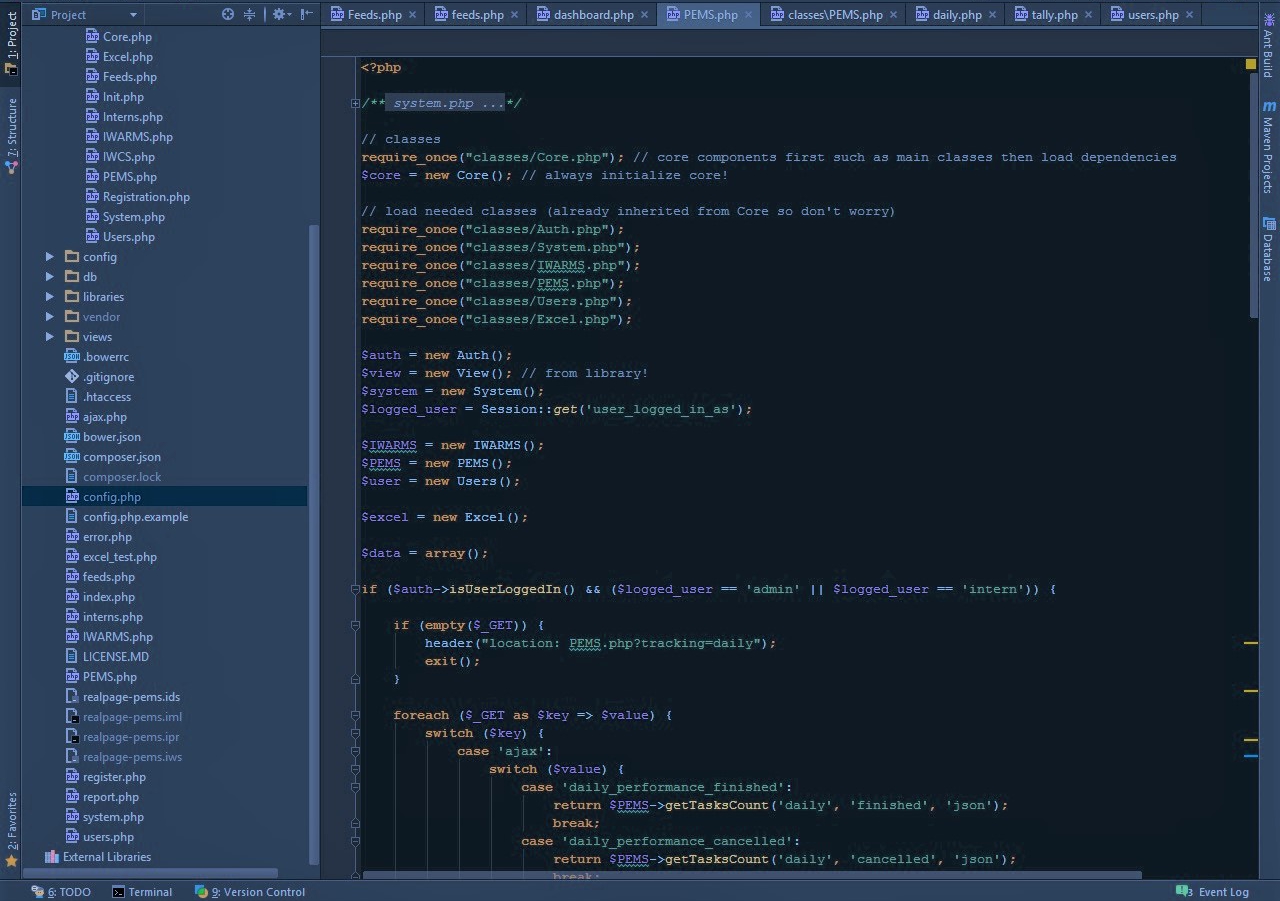 Project
Feeds.php
feeds.php
dashboard.php
PEMS.php
classes\PEMS.php
daily.php
tally.php
users.php
1: Project
7: Structure
2: Favorites
Core.php
Excel.php
Feeds.php
Init.php
Interns.php
IWARMS.php
IWCS.php
PEMS.php
Registration.php
System.php
Users.php
config
db
libraries
vendor
views
.bowerrc
.gitignore
.htaccess
ajax.php
bower.json
composer.json
composer.lock
config.php
config.php.example
error.php
excel_test.php
feeds.php
index.php
interns.php
IWARMS.php
LICENSE.MD
PEMS.php
realpage-pems.ids
realpage-pems.iml
realpage-pems.ipr
realpage-pems.iws
register.php
report.php
system.php
users.php
External Libraries
<?php
/** system.php ...*/
// classes
require_once("classes/Core.php"); // core components first such as main classes then load dependencies
$core = new Core(); // always initialize core!
// load needed classes (already inherited from Core so don't worry)
require_once("classes/Auth.php");
require_once("classes/System.php");
require_once("classes/IWARMS.php");
require_once("classes/PEMS.php");
require_once("classes/Users.php");
require_once("classes/Excel.php");
$auth = new Auth();
$view = new View(); // from library!
$system = new System();
$logged_user = Session::get('user_logged_in_as');
$IWARMS = new IWARMS();
$PEMS = new PEMS();
$user = new Users();
$excel = new Excel();
$data = array();
if ($auth->isUserLoggedIn() && ($logged_user == 'admin' || $logged_user == 'intern')) {
if (empty($_GET)) {
header("location: PEMS.php?tracking=daily");
exit();
}
foreach ($_GET as $key => $value) {
switch ($key) {
case 'ajax':
switch ($value) {
case 'daily_performance_finished':
return $PEMS->getTasksCount('daily', 'finished', 'json');
break;
case 'daily_performance_cancelled':
return $PEMS->getTasksCount('daily', 'cancelled', 'json');
break;
Ant Build
m
Maven Projects
Database
6: TODO
Terminal
9: Version Control
3 Event Log